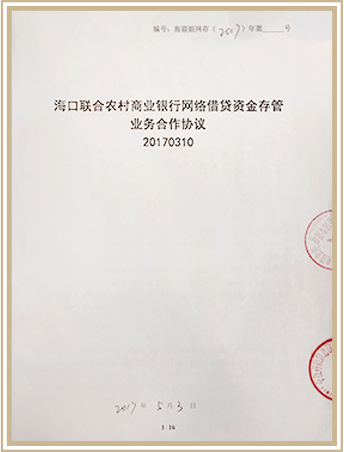 编号：海联银网存（2017）年第____号
海口联合农村商业银行网络借贷资金存管
业务合作协议
20170310
2017 年 5 月 3 日
1 / 16